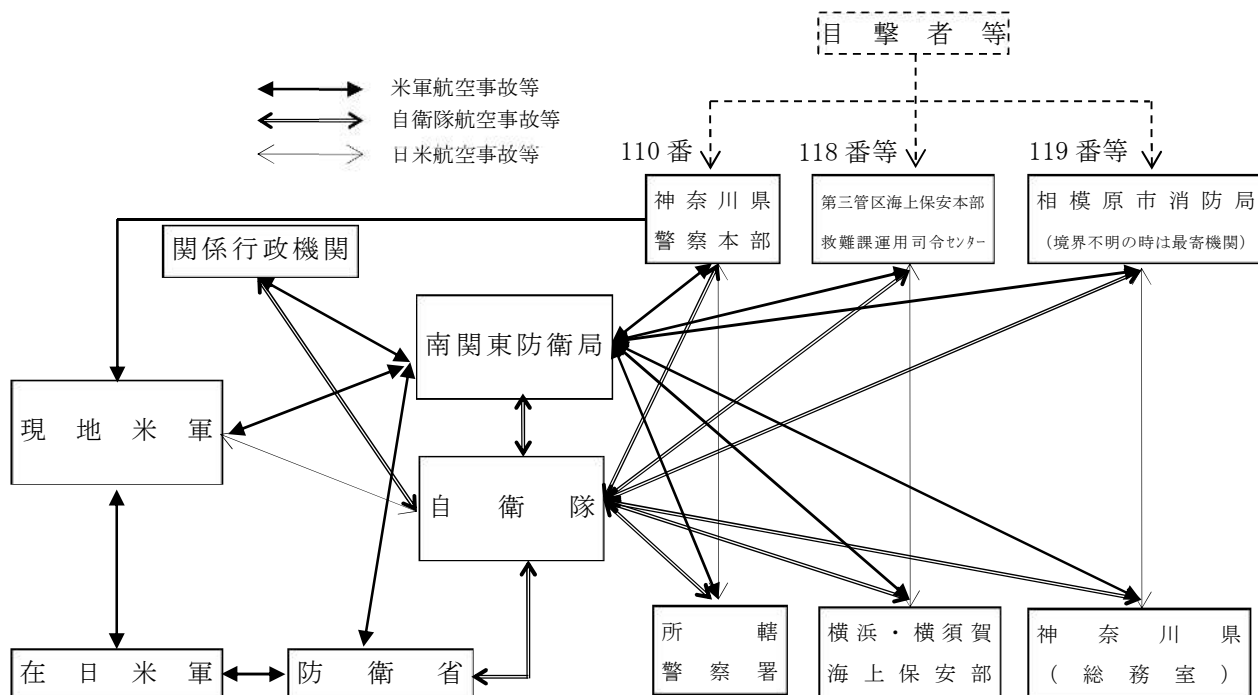 目撃者等
米軍航空事故等
自衛隊航空事故等
日米航空事故等
110番
118番等
119番等
神奈川県
警察本部
第三管区海上保安本部
救難課運用司令センター
相模原市消防局
(境界不明の時は最寄機関)
関係行政機関
南関東防衛局
現地米軍
自衛隊
所轄
警察署
横浜・横須賀
海上保安部
神奈川県
(総務室)
在日米軍
防衛省